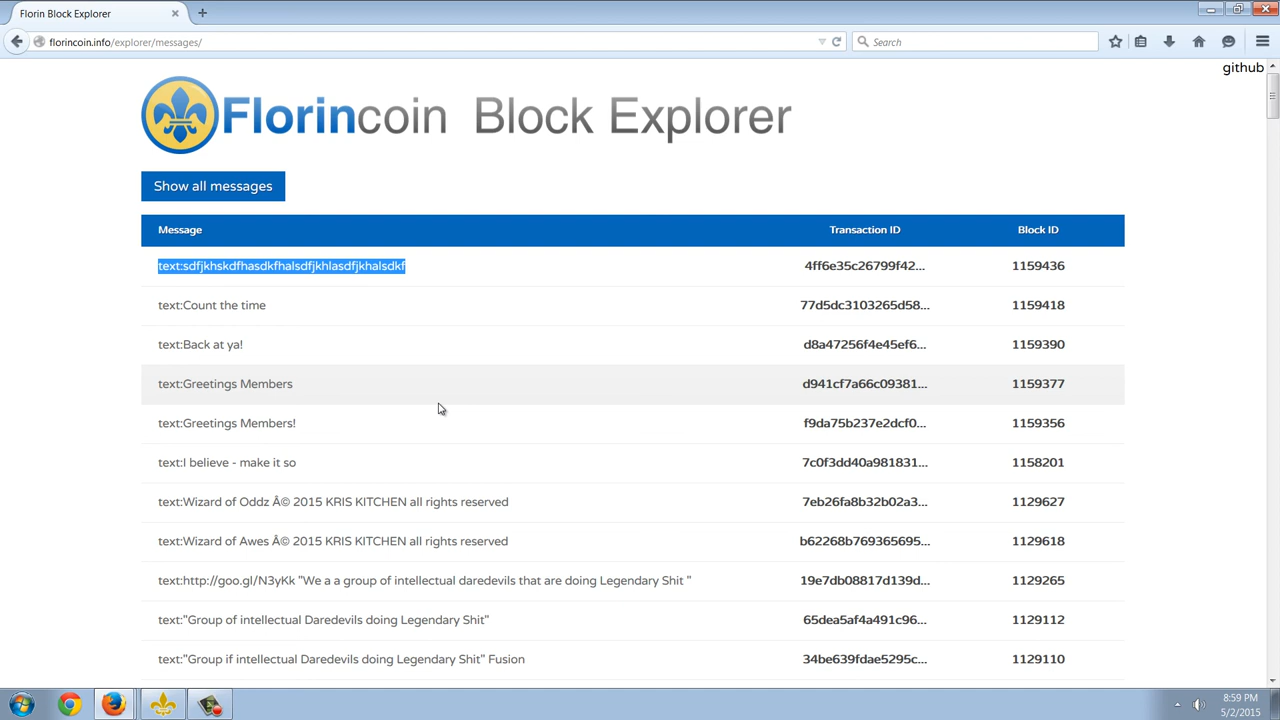 Florin Block Explorer
florincoin.info/explorer/messages/
Search
github
Florincoin Block Explorer
Show all messages
Message Transaction ID Block ID
text:sdfjkhskdfhasdkfhalsdfjkhlasdfjkhalsdkf 4ff6e35c26799f42... 1159436
text:Count the time 77d5dc3103265d58... 1159418
text:Back at ya! d8a47256f4e45ef6... 1159390
text:Greetings Members d941cf7a66c09381... 1159377
text:Greetings Members! f9da75b237e2dcf0... 1159356
text:I believe - make it so 7c0f3dd40a981831... 1158201
text:Wizard of Oddz Â© 2015 KRIS KITCHEN all rights reserved 7eb26fa8b32b02a3... 1129627
text:Wizard of Awes Â© 2015 KRIS KITCHEN all rights reserved b62268b769365695... 1129618
text:http://goo.gl/N3yKk "We a a group of intellectual daredevils that are doing Legendary Shit " 19e7db08817d139d... 1129265
text:"Group of intellectual Daredevils doing Legendary Shit" 65dea5af4a491c96... 1129112
text:"Group if intellectual Daredevils doing Legendary Shit" Fusion 34be639fdae5295c... 1129110
8:59 PM
5/2/2015